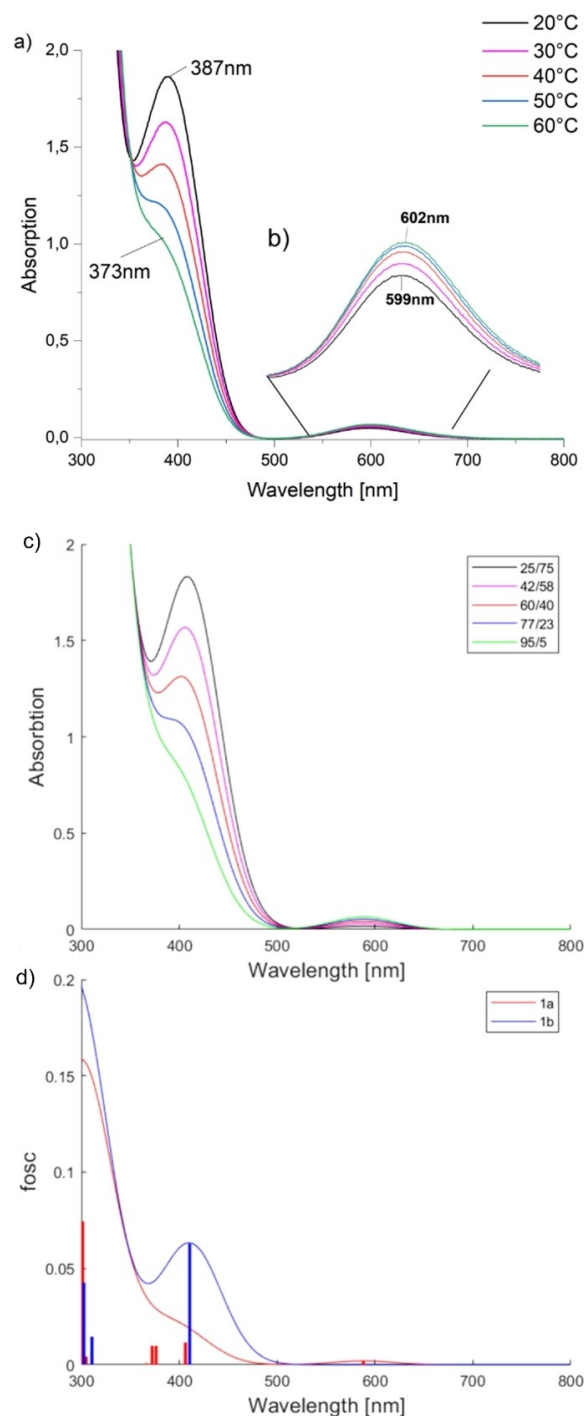 a)
20°C
30°C
40°C
50°C
60°C
2,0
1,5
1,0
0,5
0,0
Absorption
387nm
373nm
b)
602nm
599nm
300 400 500 600 700 800
Wavelength [nm]
c)
2
1.5
1
0.5
0
Absorbtion
25/75
42/58
60/40
77/23
95/5
300 400 500 600 700 800
Wavelength [nm]
d)
0.2
0.15
0.1
0.05
0
fosc
1a
1b
300 400 500 600 700 800
Wavelength [nm]